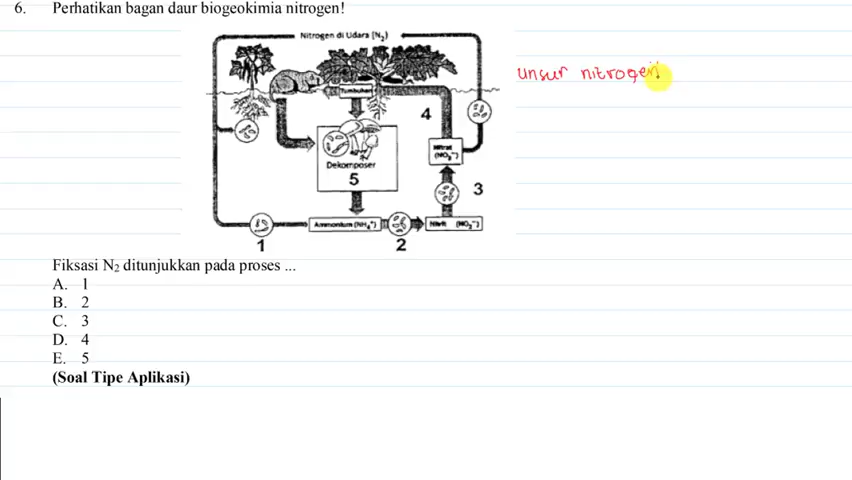 6. Perhatikan bagan daur biogeokimia nitrogen!
Nitrogen di Udara (N₂)
unsur nitrogen
Tumbuhan
4
Nitrat
(NO₃⁻)
Dekomposer
5
3
Ammonium (NH₄⁺)
Nitrit (NO₂⁻)
1
2
Fiksasi N₂ ditunjukkan pada proses ...
A. 1
B. 2
C. 3
D. 4
E. 5
(Soal Tipe Aplikasi)